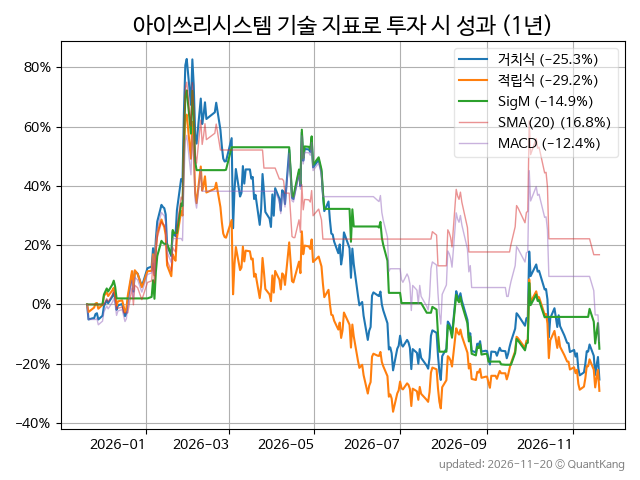 아이쓰리시스템 기술 지표로 투자 시 성과 (1년)
거치식 (−25.3%)
적립식 (−29.2%)
SigM (−14.9%)
SMA(20) (16.8%)
MACD (−12.4%)
80%
60%
40%
20%
0%
−20%
−40%
2026-01 2026-03 2026-05 2026-07 2026-09 2026-11
updated: 2026-11-20 © QuantKang